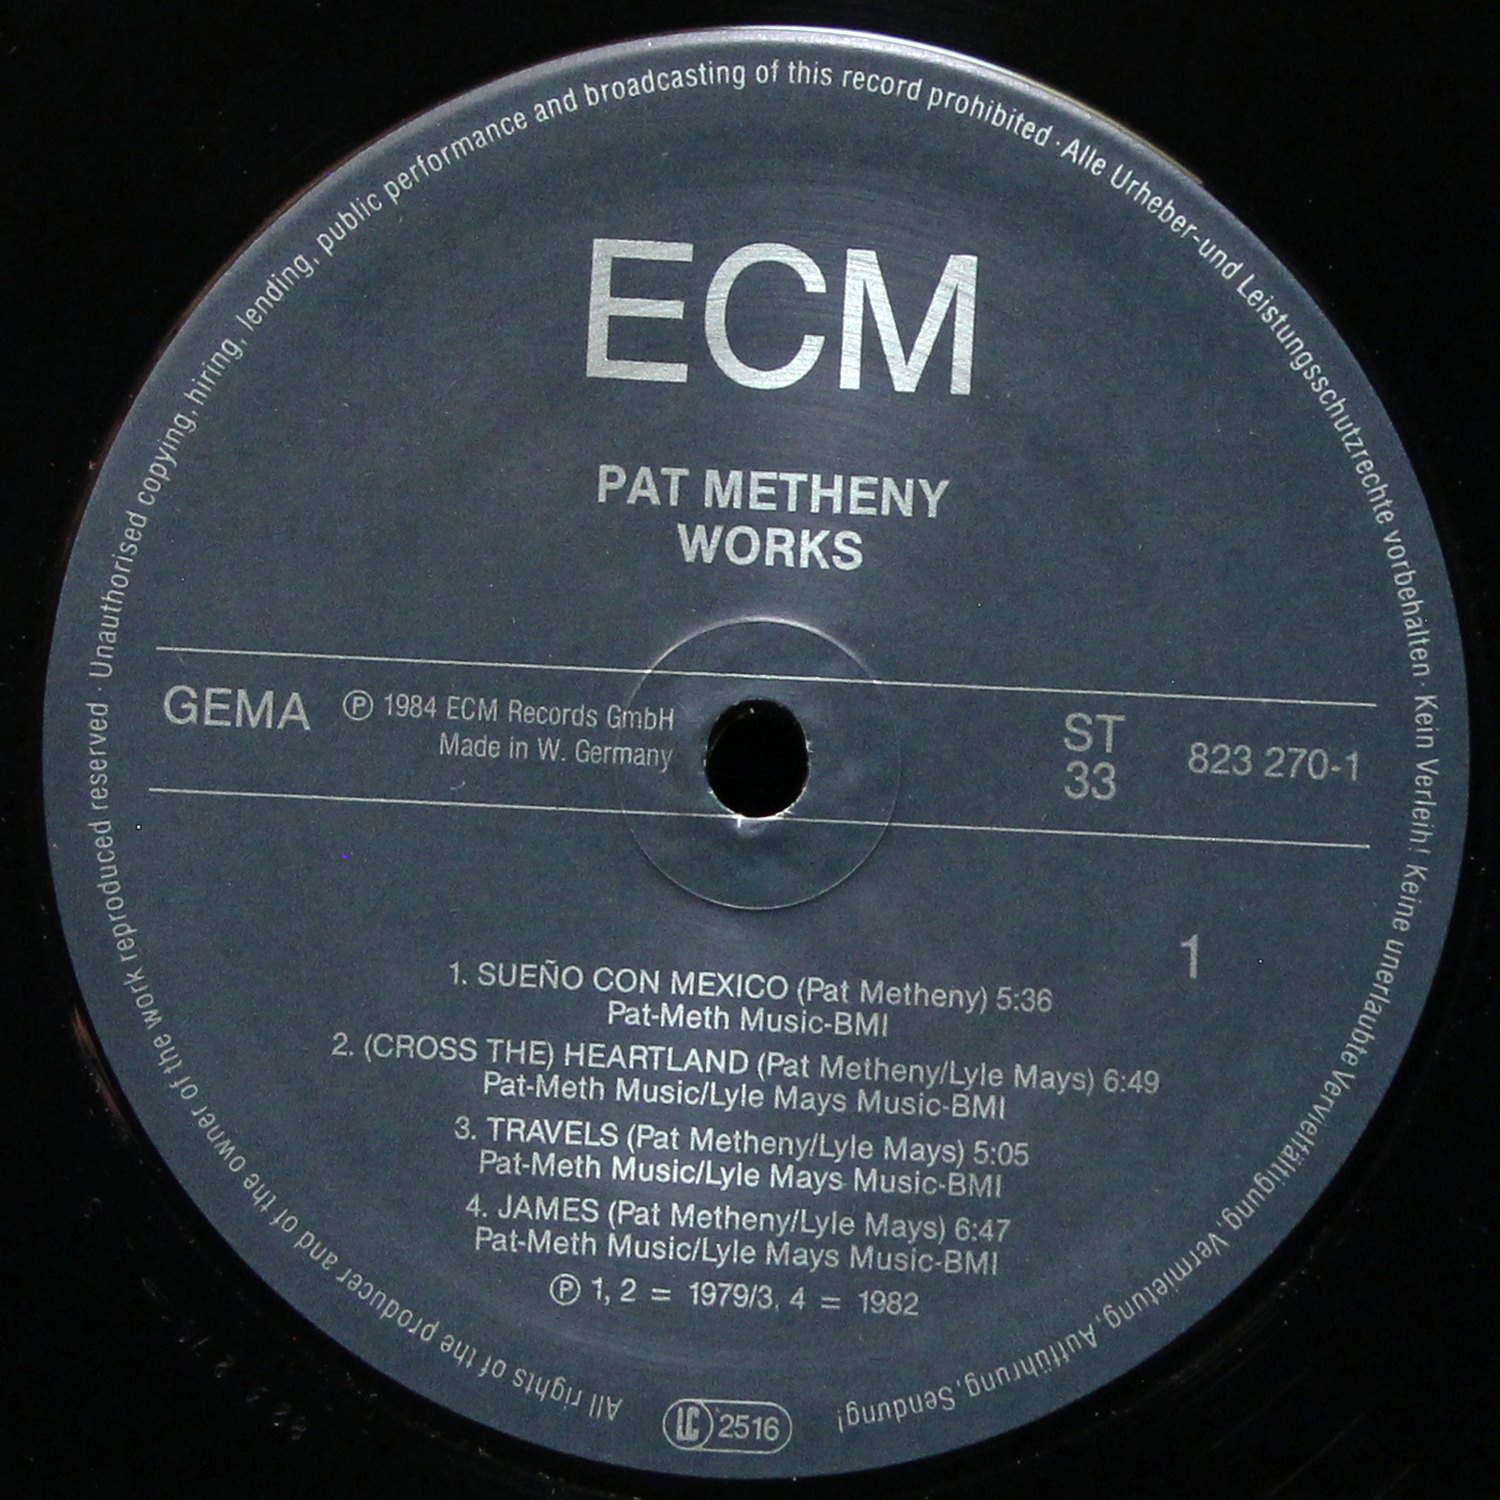 All rights of the producer and of the owner of the work reproduced reserved · Unauthorised copying, hiring, lending, public performance and broadcasting of this record prohibited · Alle Urheber- und Leistungsschutzrechte vorbehalten · Kein Verleih! Keine unerlaubte Vervielfältigung, Vermietung, Aufführung, Sendung!
ECM
PAT METHENY
WORKS
GEMA
Ⓟ 1984 ECM Records GmbH
Made in W. Germany
ST
33
823 270-1
1
1. SUEÑO CON MEXICO (Pat Metheny) 5:36
Pat-Meth Music-BMI
2. (CROSS THE) HEARTLAND (Pat Metheny/Lyle Mays) 6:49
Pat-Meth Music/Lyle Mays Music-BMI
3. TRAVELS (Pat Metheny/Lyle Mays) 5:05
Pat-Meth Music/Lyle Mays Music-BMI
4. JAMES (Pat Metheny/Lyle Mays) 6:47
Pat-Meth Music/Lyle Mays Music-BMI
Ⓟ 1, 2 = 1979/3, 4 = 1982
LC 2516